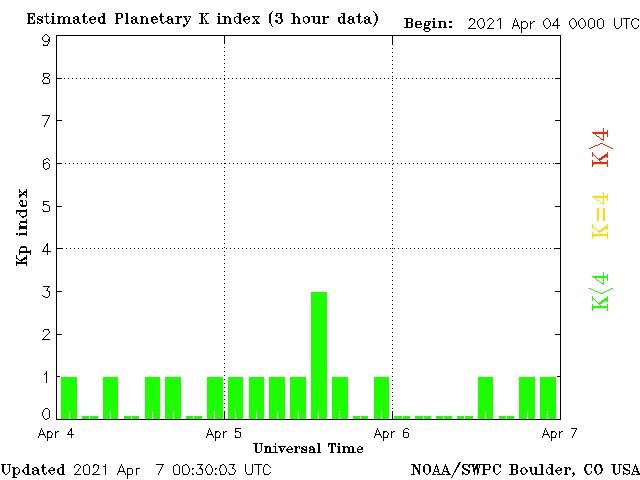 Estimated Planetary K index (3 hour data)
Begin: 2021 Apr 04 0000 UTC
9
8
7
6
5
4
3
2
1
0
Kp index
K>4
K=4
K<4
Apr 4
Apr 5
Apr 6
Apr 7
Universal Time
Updated 2021 Apr 7 00:30:03 UTC
NOAA/SWPC Boulder, CO USA